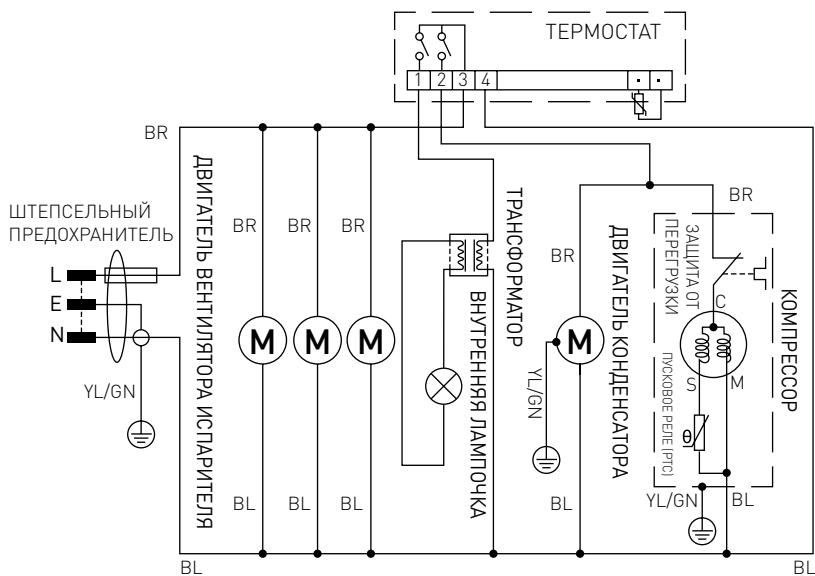 ТЕРМОСТАТ
1 2 3 4
BR
ШТЕПСЕЛЬНЫЙ
ПРЕДОХРАНИТЕЛЬ
L
E
N
YL/GN
ДВИГАТЕЛЬ ВЕНТИЛЯТОРА ИСПАРИТЕЛЯ
BR
BR
BR
M
M
M
BL
BL
BL
ТРАНСФОРМАТОР
ВНУТРЕННЯЯ ЛАМПОЧКА
BR
M
YL/GN
BL
ДВИГАТЕЛЬ КОНДЕНСАТОРА
BR
ЗАЩИТА ОТ
ПЕРЕГРУЗКИ
C
S
M
ПУСКОВОЕ РЕЛЕ (РТС)
θ
КОМПРЕССОР
YL/GN
BL
BL
BL